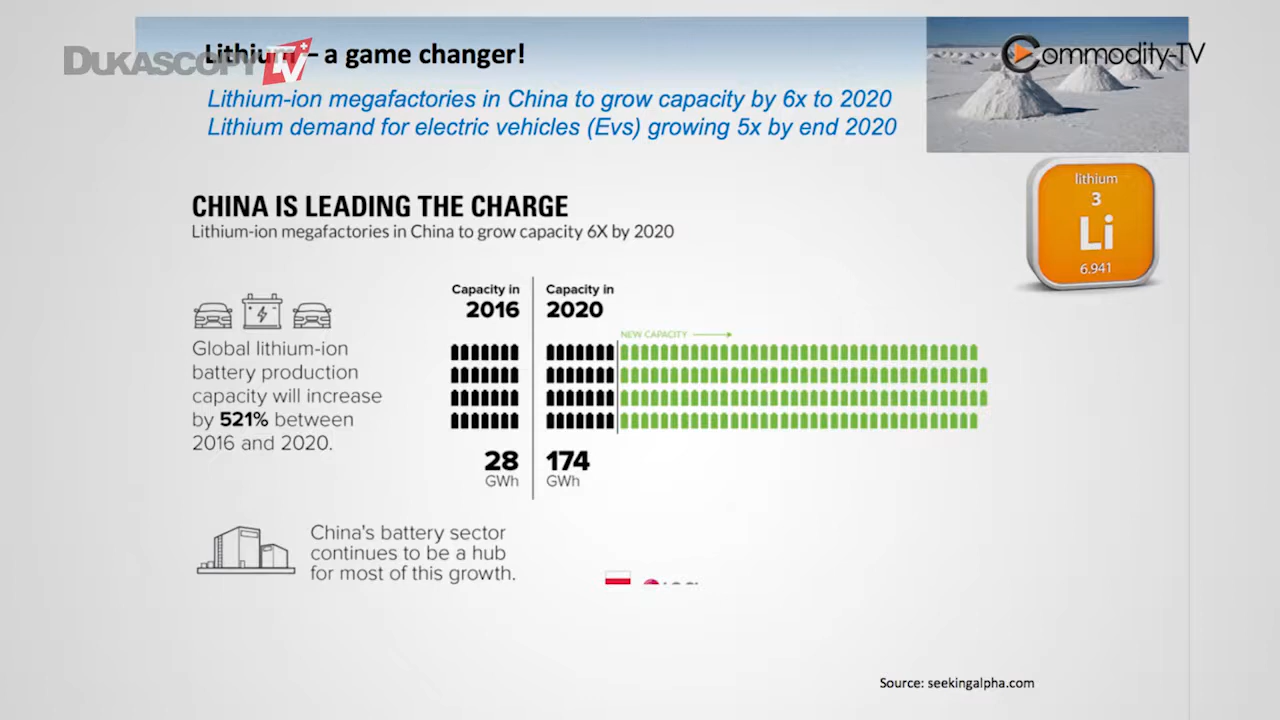 DUKASCOPY TV
Lithium – a game changer!
Commodity-TV
Lithium-ion megafactories in China to grow capacity by 6x to 2020
Lithium demand for electric vehicles (Evs) growing 5x by end 2020
lithium
3
Li
6.941
CHINA IS LEADING THE CHARGE
Lithium-ion megafactories in China to grow capacity 6X by 2020
Capacity in
2016
Capacity in
2020
NEW CAPACITY
Global lithium-ion
battery production
capacity will increase
by 521% between
2016 and 2020.
28
GWh
174
GWh
China's battery sector
continues to be a hub
for most of this growth.
Source: seekingalpha.com